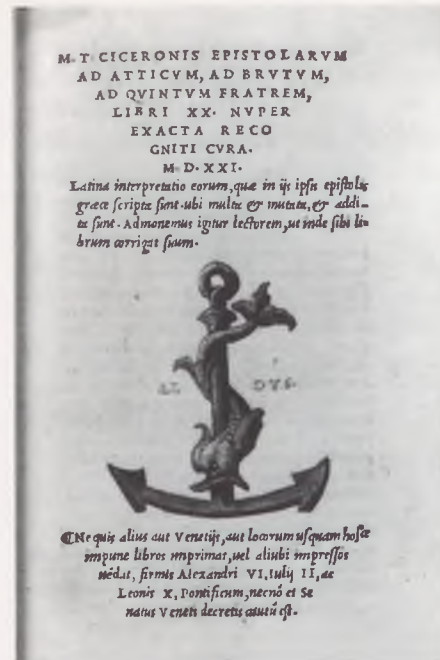 M. T. CICERONIS EPISTOLARVM
AD ATTICVM, AD BRVTVM,
AD QVINTVM FRATREM,
LIBRI XX. NVPER
EXACTA RECO
GNITI CVRA.
M D. XXI.
Latina interpretatio eorum, quæ in ijs ipsis epistolis
græce scripta sunt. ubi multa & mutata, & addi-
ta sunt. Admonemus igitur lectorem, ut inde sibi li-
brum corrigat suum.
AL DVS.
Ne quis alius aut Venetijs, aut locorum usquam hosce
impune libros imprimat, uel alibi impressos
uēdat, firmis Alexandri VI, Iulij II, ac
Leonis X, Pontificum, necnō et Se
natus Veneti decretis cautū est.